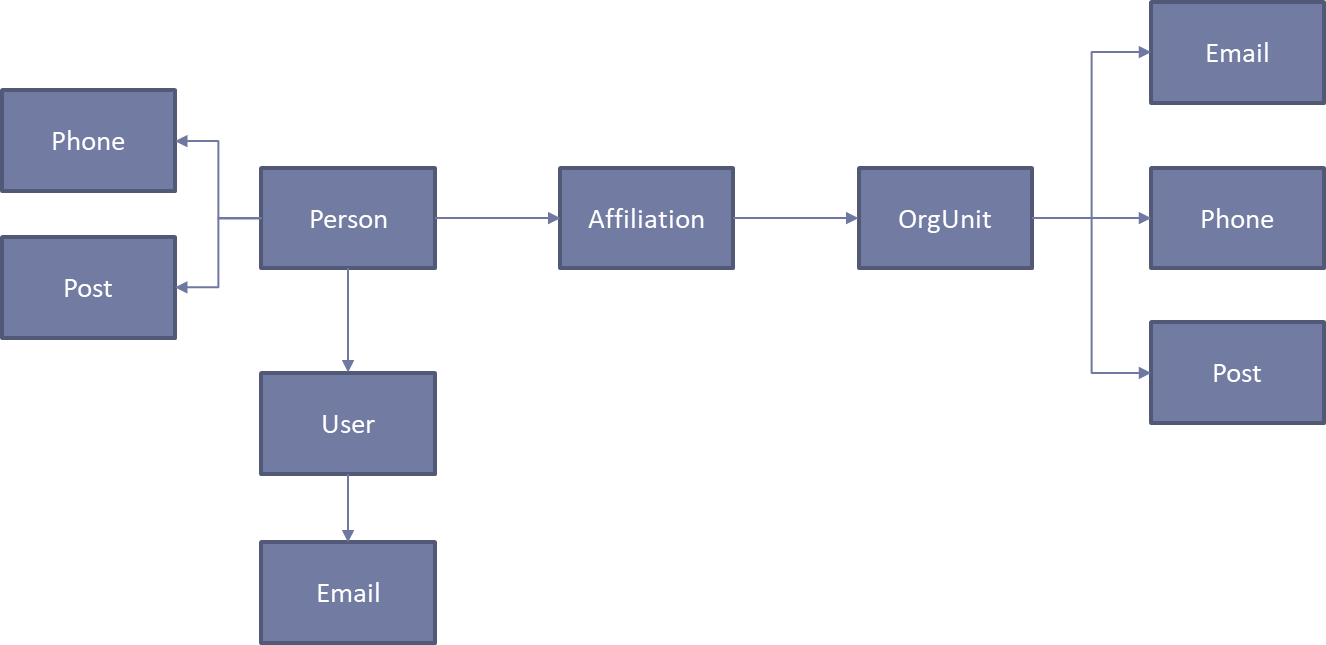 Email
Phone
Person
Affiliation
OrgUnit
Phone
Post
User
Post
Email